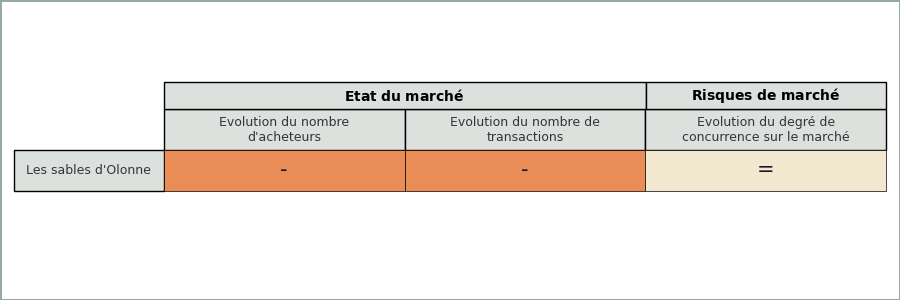 Etat du marché
Risques de marché
Evolution du nombre
d'acheteurs
Evolution du nombre de
transactions
Evolution du degré de
concurrence sur le marché
Les sables d'Olonne
-
-
=